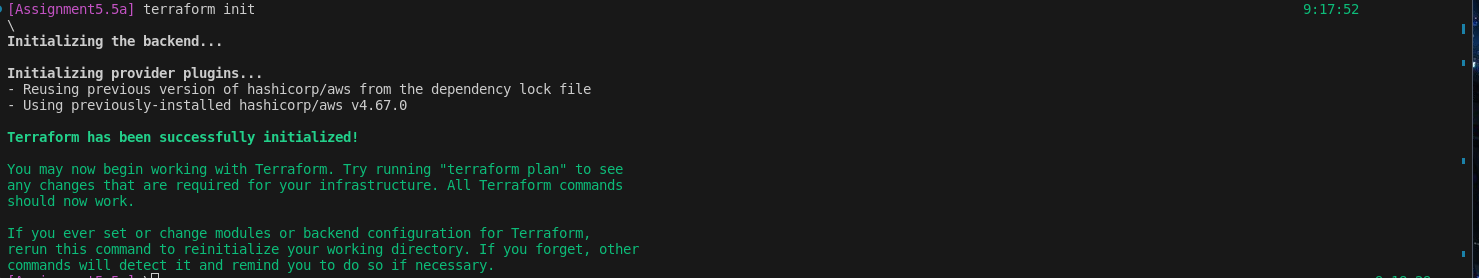 [Assignment5.5a] terraform init 9:17:52
\
Initializing the backend...
Initializing provider plugins...
- Reusing previous version of hashicorp/aws from the dependency lock file
- Using previously-installed hashicorp/aws v4.67.0
Terraform has been successfully initialized!
You may now begin working with Terraform. Try running "terraform plan" to see
any changes that are required for your infrastructure. All Terraform commands
should now work.
If you ever set or change modules or backend configuration for Terraform,
rerun this command to reinitialize your working directory. If you forget, other
commands will detect it and remind you to do so if necessary.
[Assignment5.5a] \